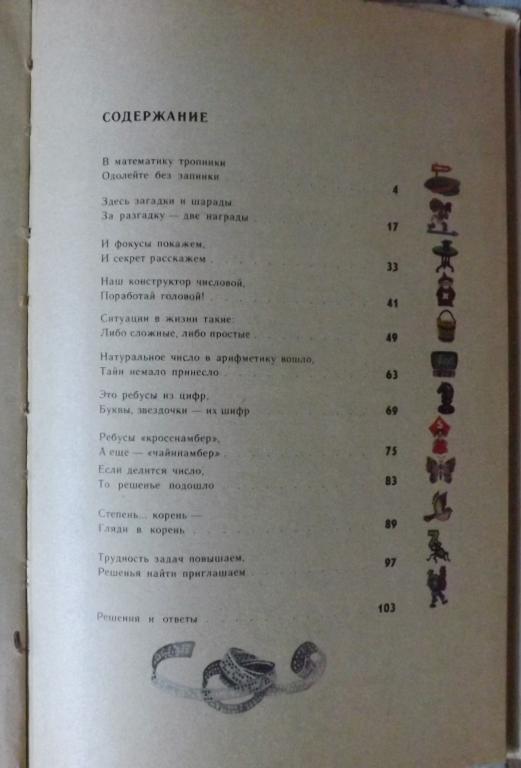 СОДЕРЖАНИЕ
В математику тропинки
Одолейте без запинки . . . 4
Здесь загадки и шарады.
За разгадку — две награды . . . 17
И фокусы покажем,
И секрет расскажем . . . 33
Наш конструктор числовой,
Поработай головой! . . . 41
Ситуации в жизни такие:
Либо сложные, либо простые . . . 49
Натуральное число в арифметику вошло,
Тайн немало принесло . . . 63
Это ребусы из цифр,
Буквы, звездочки — их шифр . . . 69
Ребусы «кросснамбер»,
А еще — «чайннамбер» . . . 75
Если делится число,
То решенье подошло . . . 83
Степень... корень —
Гляди в корень . . . 89
Трудность задач повышаем,
Решенья найти приглашаем . . . 97
Решения и ответы . . . 103